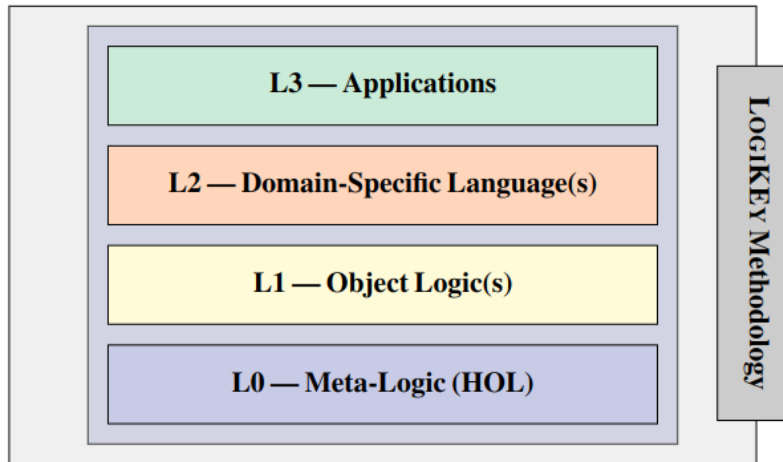 L3 — Applications
L2 — Domain-Specific Language(s)
L1 — Object Logic(s)
L0 — Meta-Logic (HOL)
LOGIKEY Methodology